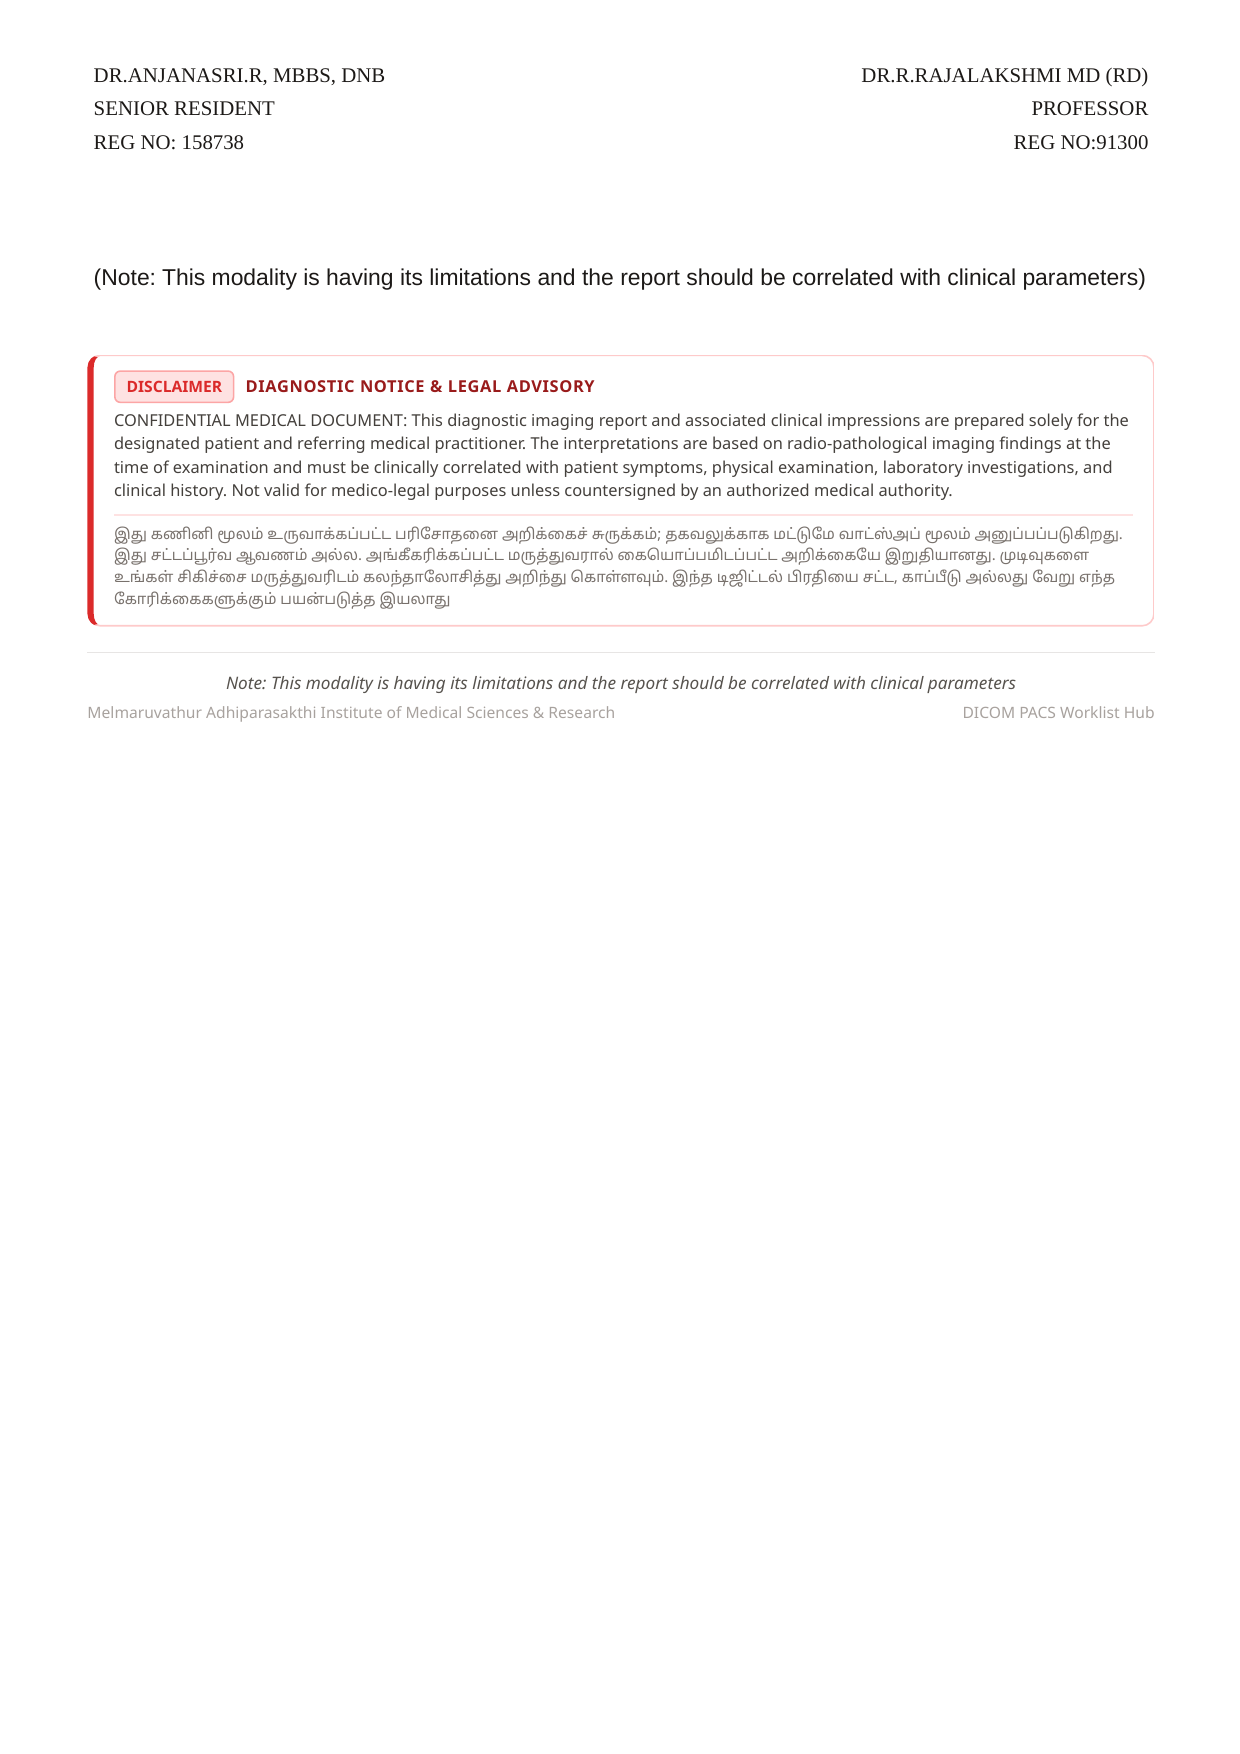 DR.ANJANASRI.R, MBBS, DNB DR.R.RAJALAKSHMI MD (RD)
SENIOR RESIDENT PROFESSOR
REG NO: 158738 REG NO:91300
(Note: This modality is having its limitations and the report should be correlated with clinical parameters)
DISCLAIMER DIAGNOSTIC NOTICE & LEGAL ADVISORY
CONFIDENTIAL MEDICAL DOCUMENT: This diagnostic imaging report and associated clinical impressions are prepared solely for the
designated patient and referring medical practitioner. The interpretations are based on radio-pathological imaging findings at the
time of examination and must be clinically correlated with patient symptoms, physical examination, laboratory investigations, and
clinical history. Not valid for medico-legal purposes unless countersigned by an authorized medical authority.
இது கணினி மூலம் உருவாக்கப்பட்ட பரிசோதனை அறிக்கைச் சுருக்கம்; தகவலுக்காக மட்டுமே வாட்ஸ்அப் மூலம் அனுப்பப்படுகிறது.
இது சட்டப்பூர்வ ஆவணம் அல்ல. அங்கீகரிக்கப்பட்ட மருத்துவரால் கையொப்பமிடப்பட்ட அறிக்கையே இறுதியானது. முடிவுகளை
உங்கள் சிகிச்சை மருத்துவரிடம் கலந்தாலோசித்து அறிந்து கொள்ளவும். இந்த டிஜிட்டல் பிரதியை சட்ட, காப்பீடு அல்லது வேறு எந்த
கோரிக்கைகளுக்கும் பயன்படுத்த இயலாது
Note: This modality is having its limitations and the report should be correlated with clinical parameters
Melmaruvathur Adhiparasakthi Institute of Medical Sciences & Research DICOM PACS Worklist Hub